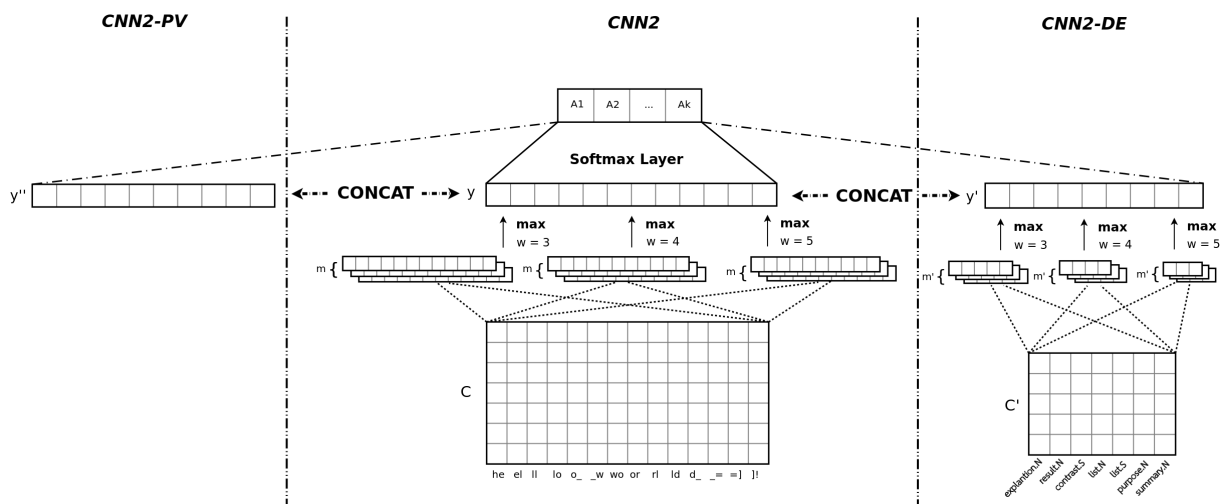 CNN2-PV
CNN2
CNN2-DE
A1 A2 ... Ak
Softmax Layer
y''
CONCAT
y
CONCAT
y'
max
w = 3
max
w = 4
max
w = 5
max
w = 3
max
w = 4
max
w = 5
m {
m {
m {
m' {
m' {
m' {
C
C'
he el ll lo o_ _w wo or rl ld d_ _= =] ]!
explantion.N
result.N
contrast.S
list.N
list.S
purpose.N
summary.N